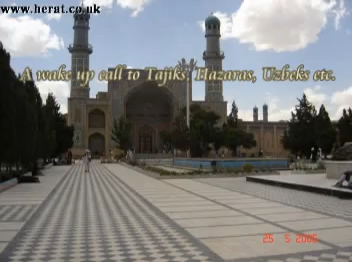 www.herat.co.uk
A wake up call to Tajiks, Hazaras, Uzbeks etc.
25 5 2005